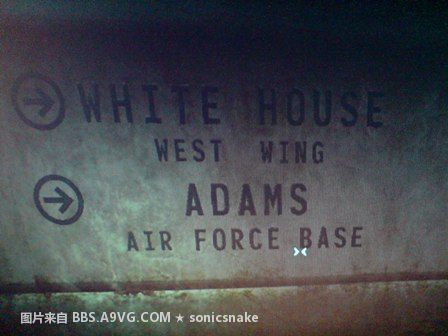 WHITE HOUSE
WEST WING
ADAMS
AIR FORCE BASE
图片来自 BBS.A9VG.COM ★ sonicsnake